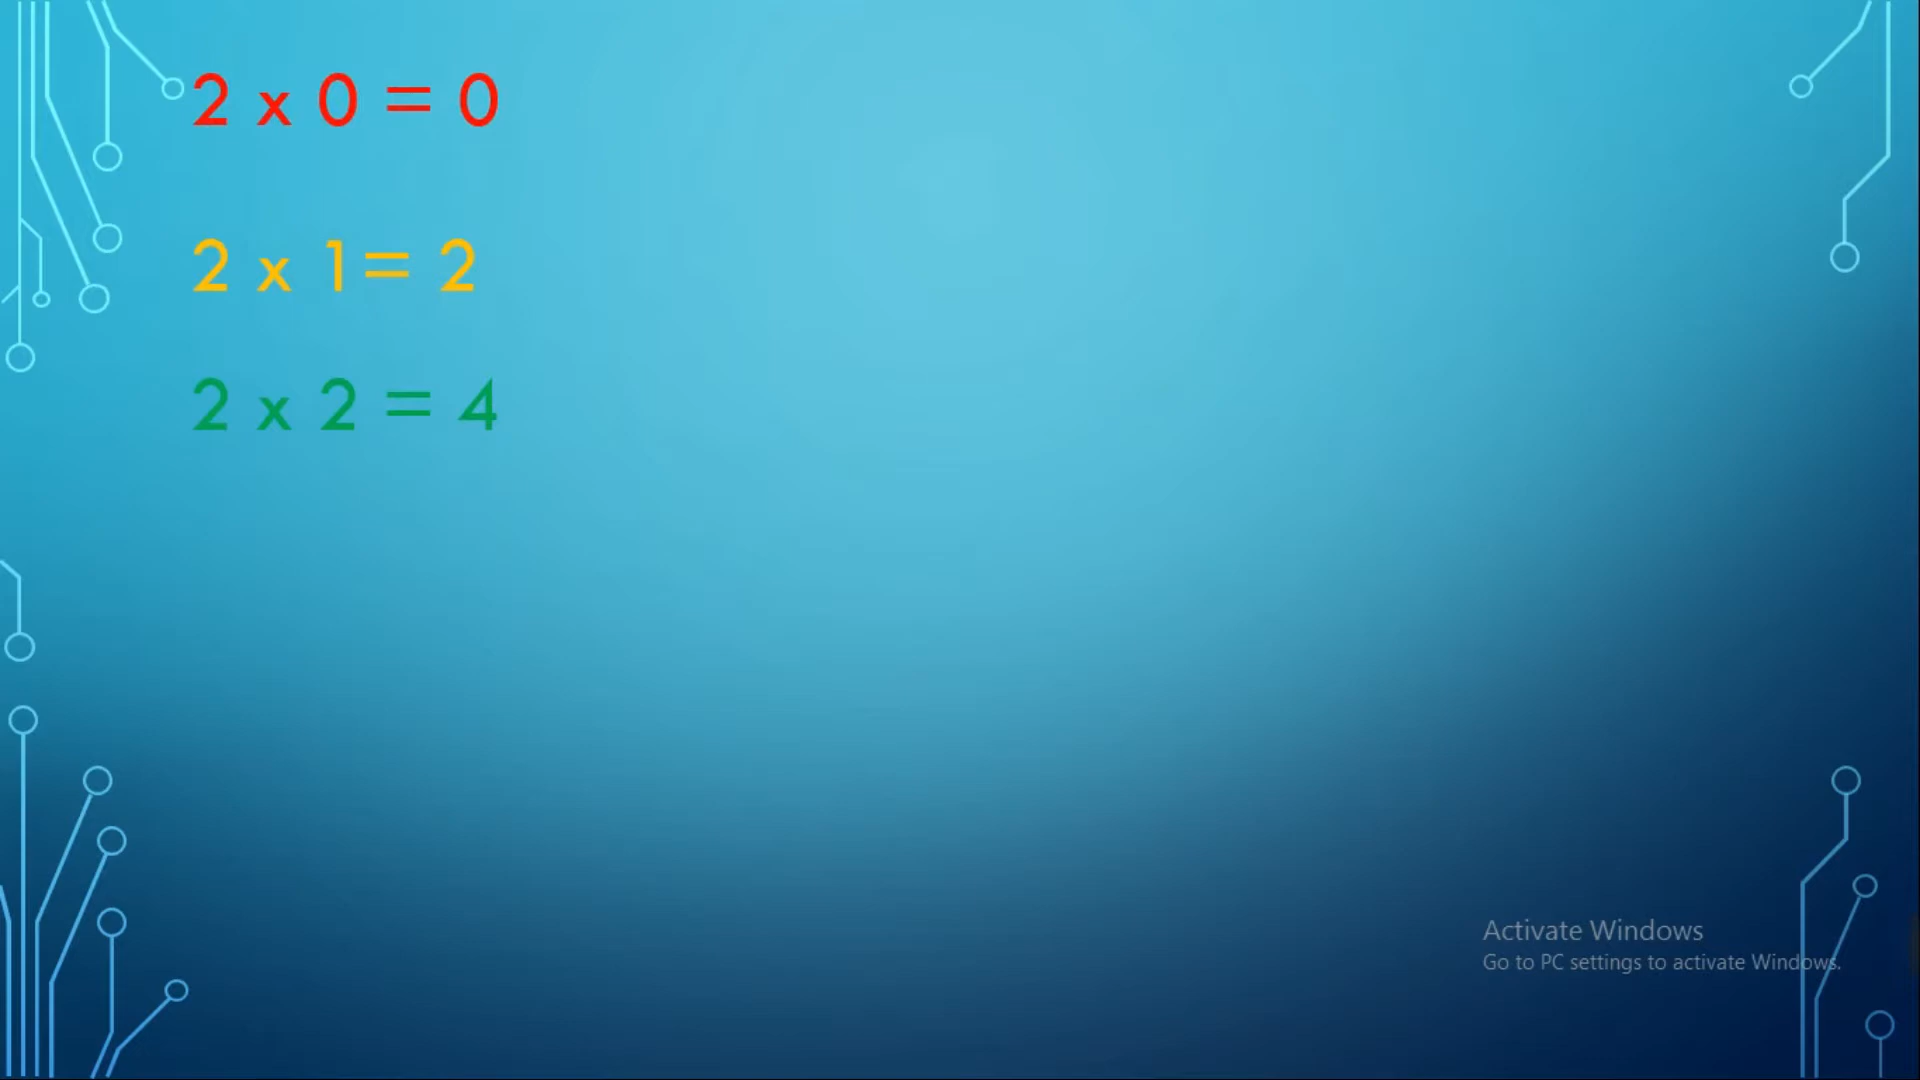 2 x 0 = 0
2 x 1= 2
2 x 2 = 4
Activate Windows
Go to PC settings to activate Windows.